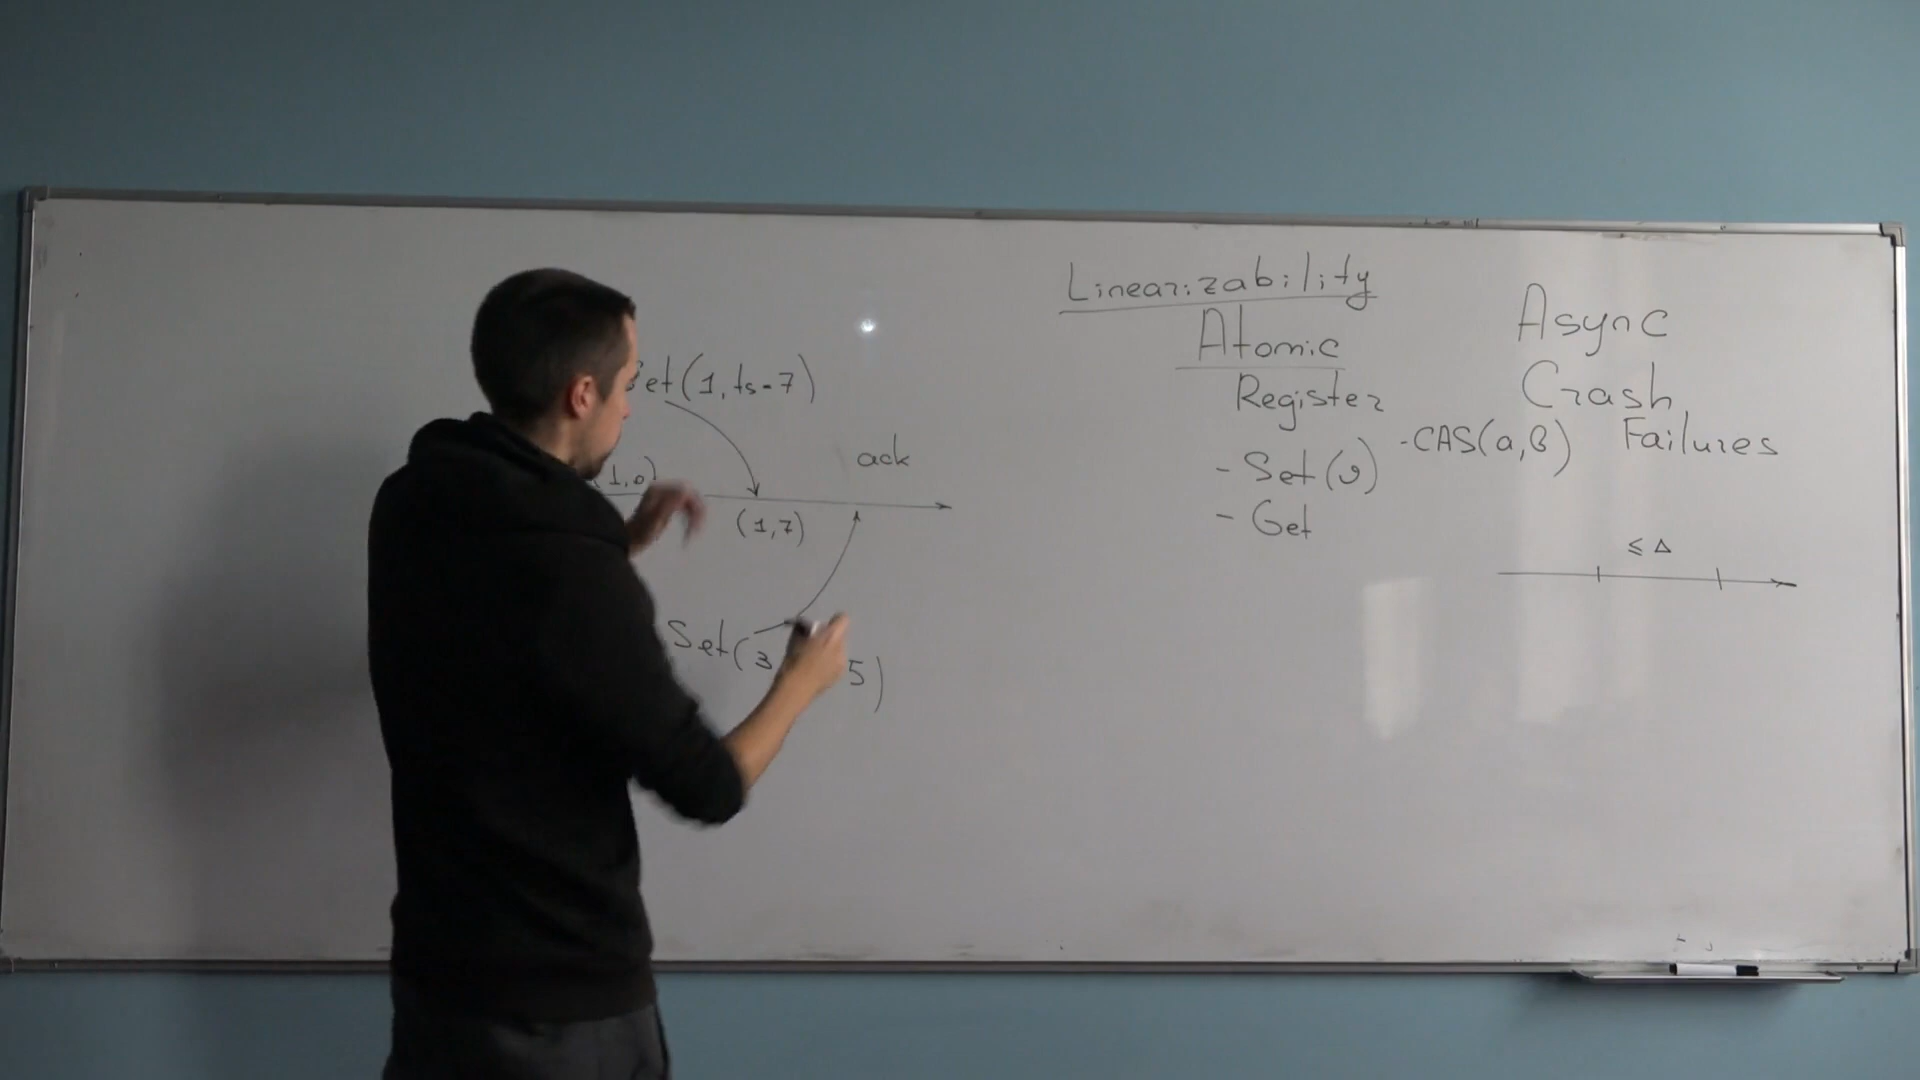 Set(1, ts-7)
(1,0)
ack
(1,7)
Set(3
5)
Linearizability
Atomic
Register
- Set(v)
- Get
-CAS(a,b)
Async
Crash
Failures
≤ Δ